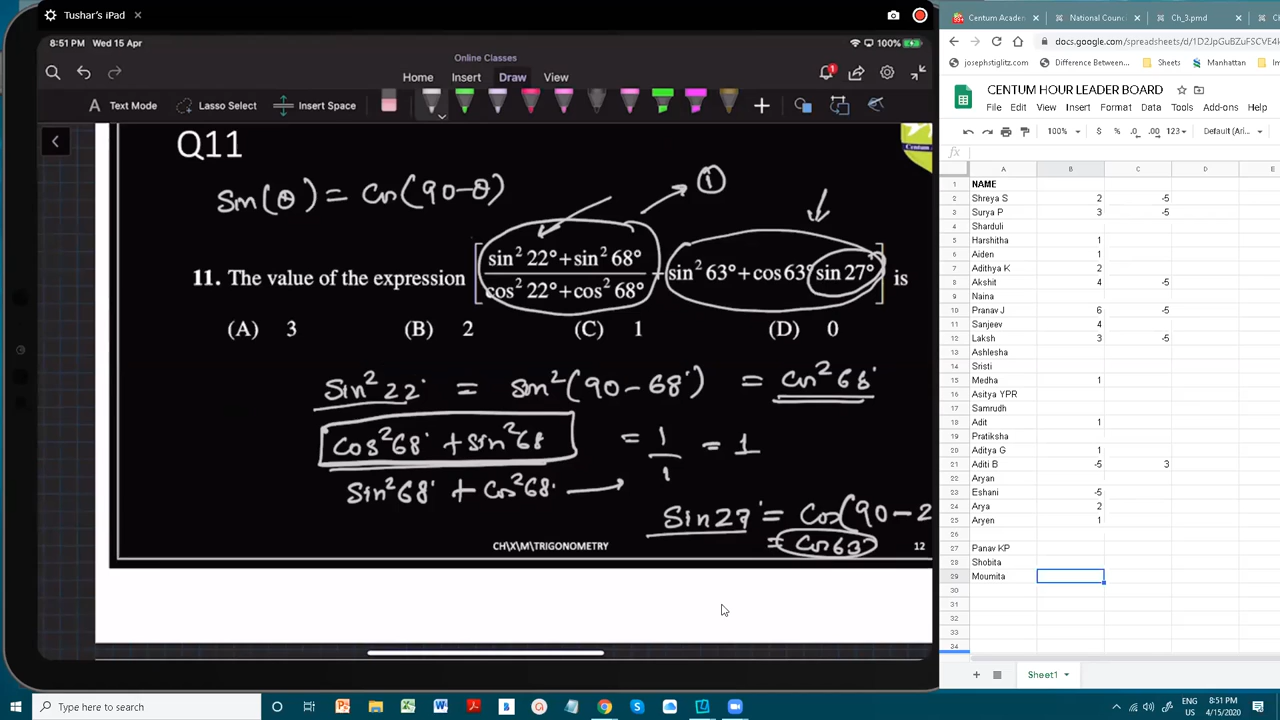 Tushar's iPad
8:51 PM Wed 15 Apr
100%
Online Classes
Home Insert Draw View
Text Mode Lasso Select Insert Space
Q11
Sin(θ) = Cos(90-θ)
①
11. The value of the expression [ (sin² 22° + sin² 68°) / (cos² 22° + cos² 68°) + sin² 63° + cos 63° sin 27° ] is
(A) 3 (B) 2 (C) 1 (D) 0
Sin²22° = Sin²(90-68°) = Cos²68°
Cos²68° + Sin²68 = 1/1 = 1
Sin²68° + Cos²68°
Sin27° = Cos(90-2
= Cos63°
CH\X\M\TRIGONOMETRY 12
Centum Acader National Counci Ch_3.pmd
docs.google.com/spreadsheets/d/1D2JpGuBZuFSCVE4k
josephstiglitz.com Difference Between... Sheets Manhattan
CENTUM HOUR LEADER BOARD
File Edit View Insert Format Data Tools Add-ons Help
100% $ % .0 .00 123 Default (Ari...
fx
A B C D E
1 NAME
2 Shreya S 2 -5
3 Surya P 3 -5
4 Sharduli
5 Harshitha 1
6 Aiden 1
7 Adithya K 2
8 Akshit 4 -5
9 Naina
10 Pranav J 6 -5
11 Sanjeev 4
12 Laksh 3 -5
13 Ashlesha
14 Sristi
15 Medha 1
16 Asitya YPR
17 Samrudh
18 Adit 1
19 Pratiksha
20 Aditya G 1
21 Aditi B -5 3
22 Aryan
23 Eshani -5
24 Arya 2
25 Aryen 1
26
27 Panav KP
28 Shobita
29 Moumita
30
31
32
33
34
Sheet1
Type here to search
ENG 8:51 PM
US 4/15/2020